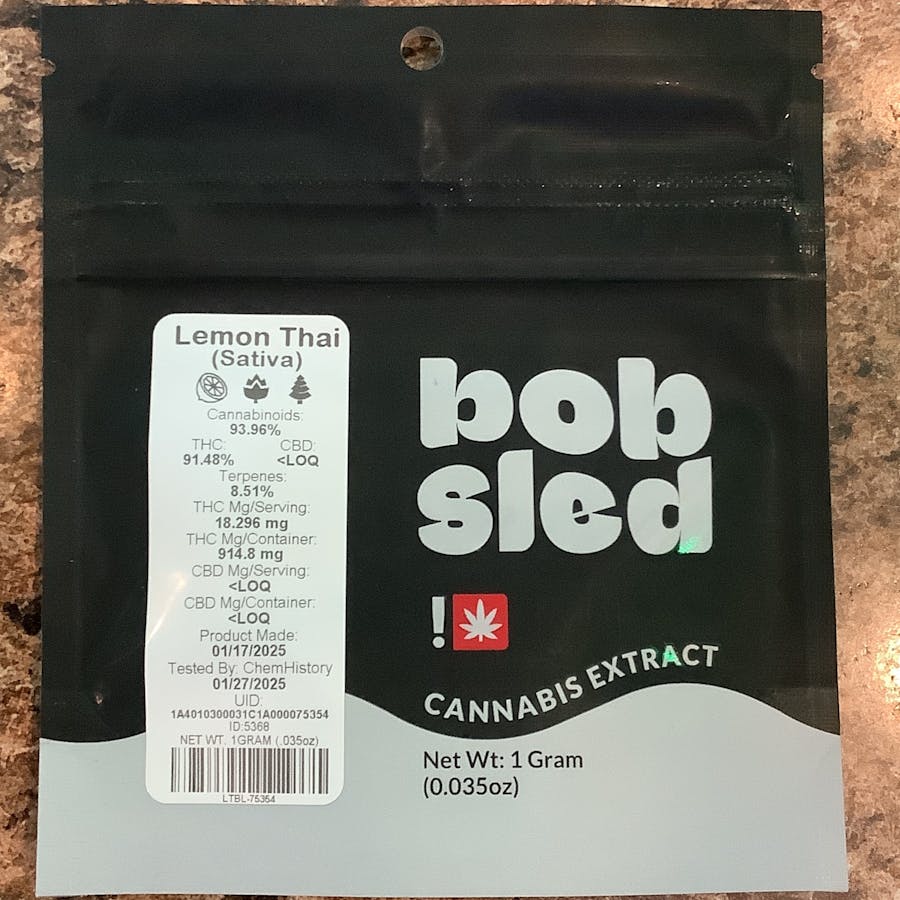 Lemon Thai
(Sativa)
Cannabinoids:
93.96%
THC: CBD:
91.48% <LOQ
Terpenes:
8.51%
THC Mg/Serving:
18.296 mg
THC Mg/Container:
914.8 mg
CBD Mg/Serving:
<LOQ
CBD Mg/Container:
<LOQ
Product Made:
01/17/2025
Tested By: ChemHistory
01/27/2025
UID:
1A4010300031C1A000075354
ID:5368
NET WT. 1GRAM (.035oz)
LTBL-75354
bob
sled
!
CANNABIS EXTRACT
Net Wt: 1 Gram
(0.035oz)